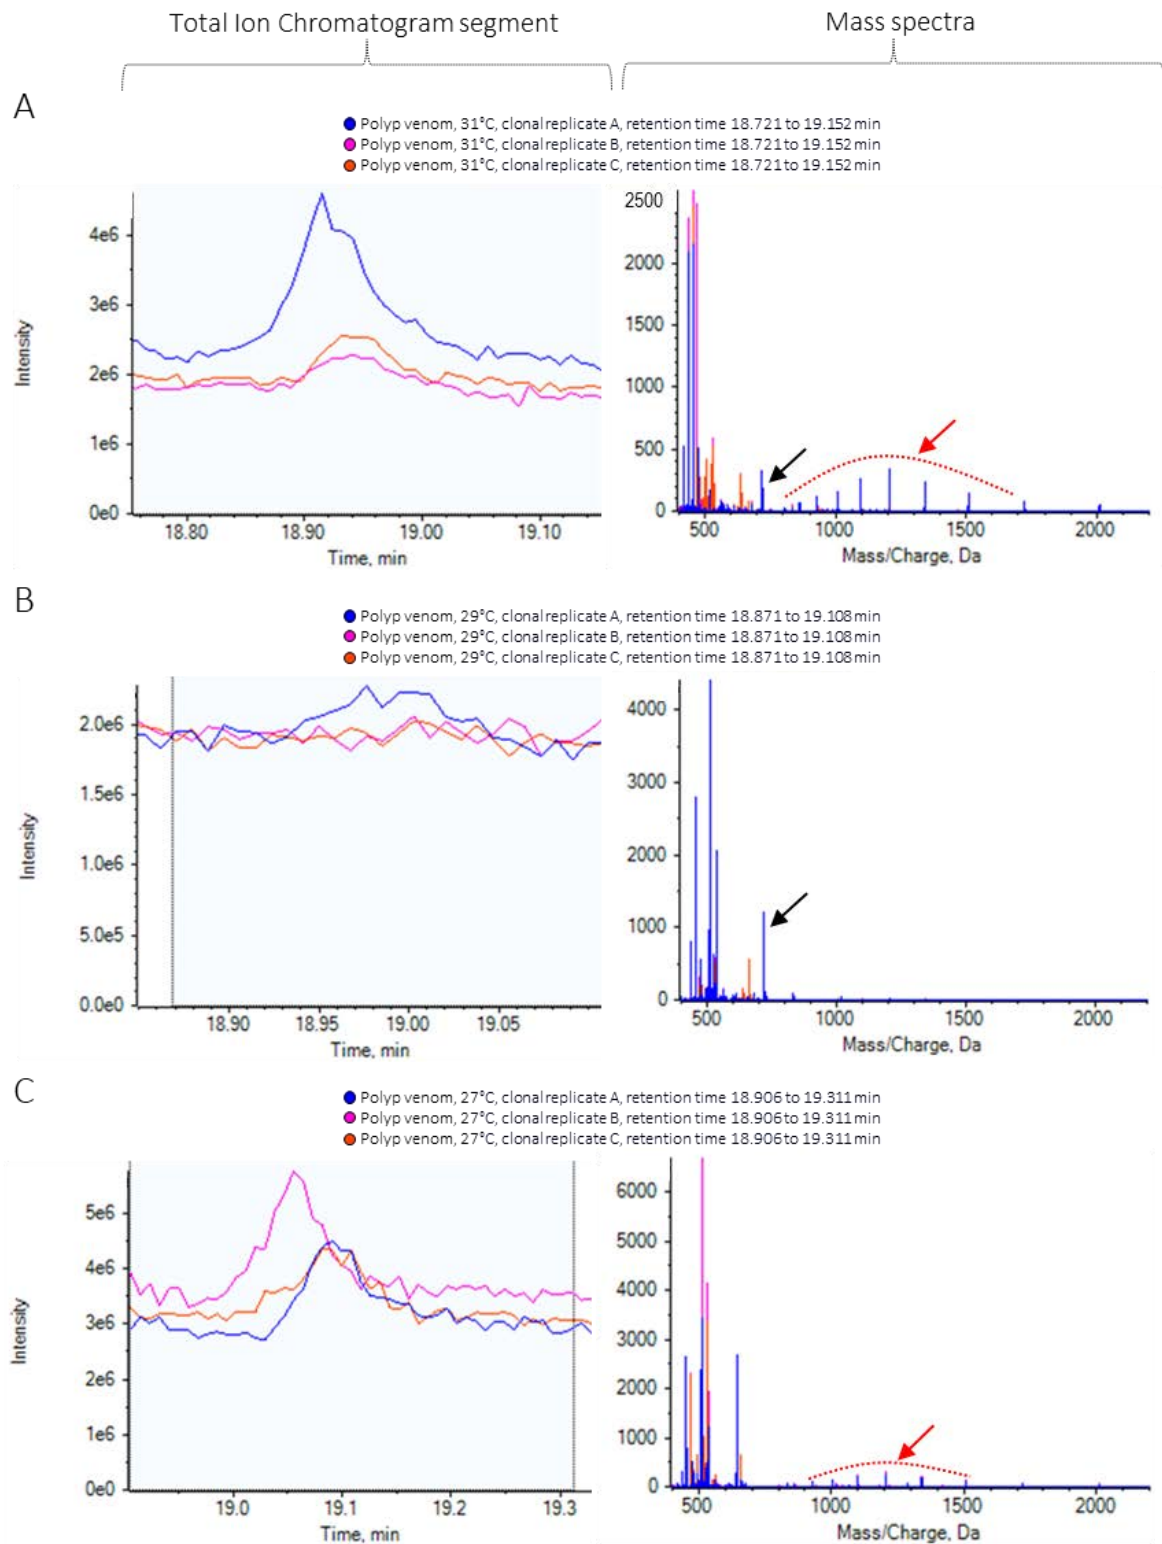 Total Ion Chromatogram segment
Mass spectra
A
Polyp venom, 31°C, clonal replicate A, retention time 18.721 to 19.152 min
Polyp venom, 31°C, clonal replicate B, retention time 18.721 to 19.152 min
Polyp venom, 31°C, clonal replicate C, retention time 18.721 to 19.152 min
Intensity
4e6
3e6
2e6
1e6
0e0
18.80 18.90 19.00 19.10
Time, min
2500
2000
1500
1000
500
0
500 1000 1500 2000
Mass/Charge, Da
B
Polyp venom, 29°C, clonal replicate A, retention time 18.871 to 19.108 min
Polyp venom, 29°C, clonal replicate B, retention time 18.871 to 19.108 min
Polyp venom, 29°C, clonal replicate C, retention time 18.871 to 19.108 min
Intensity
2.0e6
1.5e6
1.0e6
5.0e5
0.0e0
18.90 18.95 19.00 19.05
Time, min
4000
3000
2000
1000
0
500 1000 1500 2000
Mass/Charge, Da
C
Polyp venom, 27°C, clonal replicate A, retention time 18.906 to 19.311 min
Polyp venom, 27°C, clonal replicate B, retention time 18.906 to 19.311 min
Polyp venom, 27°C, clonal replicate C, retention time 18.906 to 19.311 min
Intensity
5e6
4e6
3e6
2e6
1e6
0e0
19.0 19.1 19.2 19.3
Time, min
6000
5000
4000
3000
2000
1000
0
500 1000 1500 2000
Mass/Charge, Da